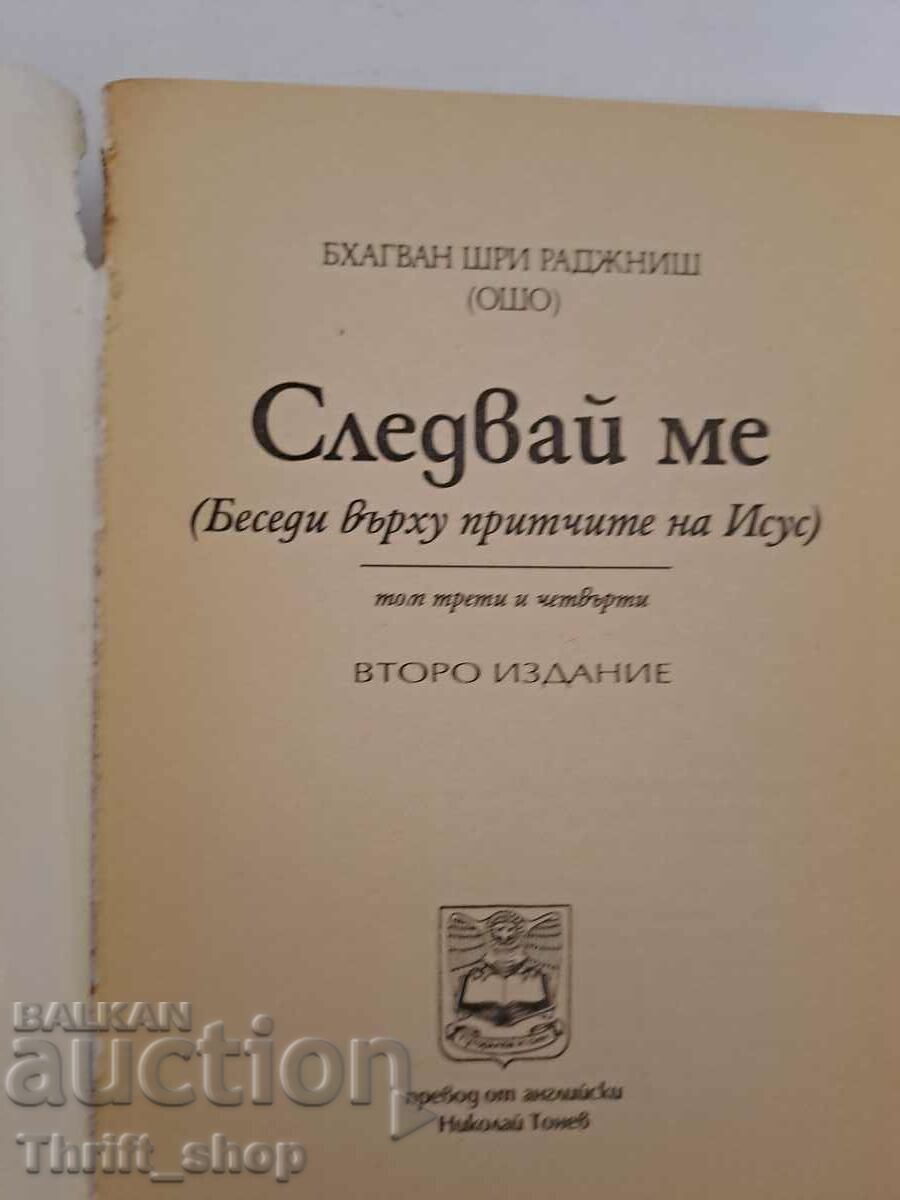 БХАГВАН ШРИ РАДЖНИШ
(ОШО)
Следвай ме
(Беседи върху притчите на Исус)
том трети и четвърти
ВТОРО ИЗДАНИЕ
превод от английски
Николай Тонев
BALKAN
auction
Thrift_shop